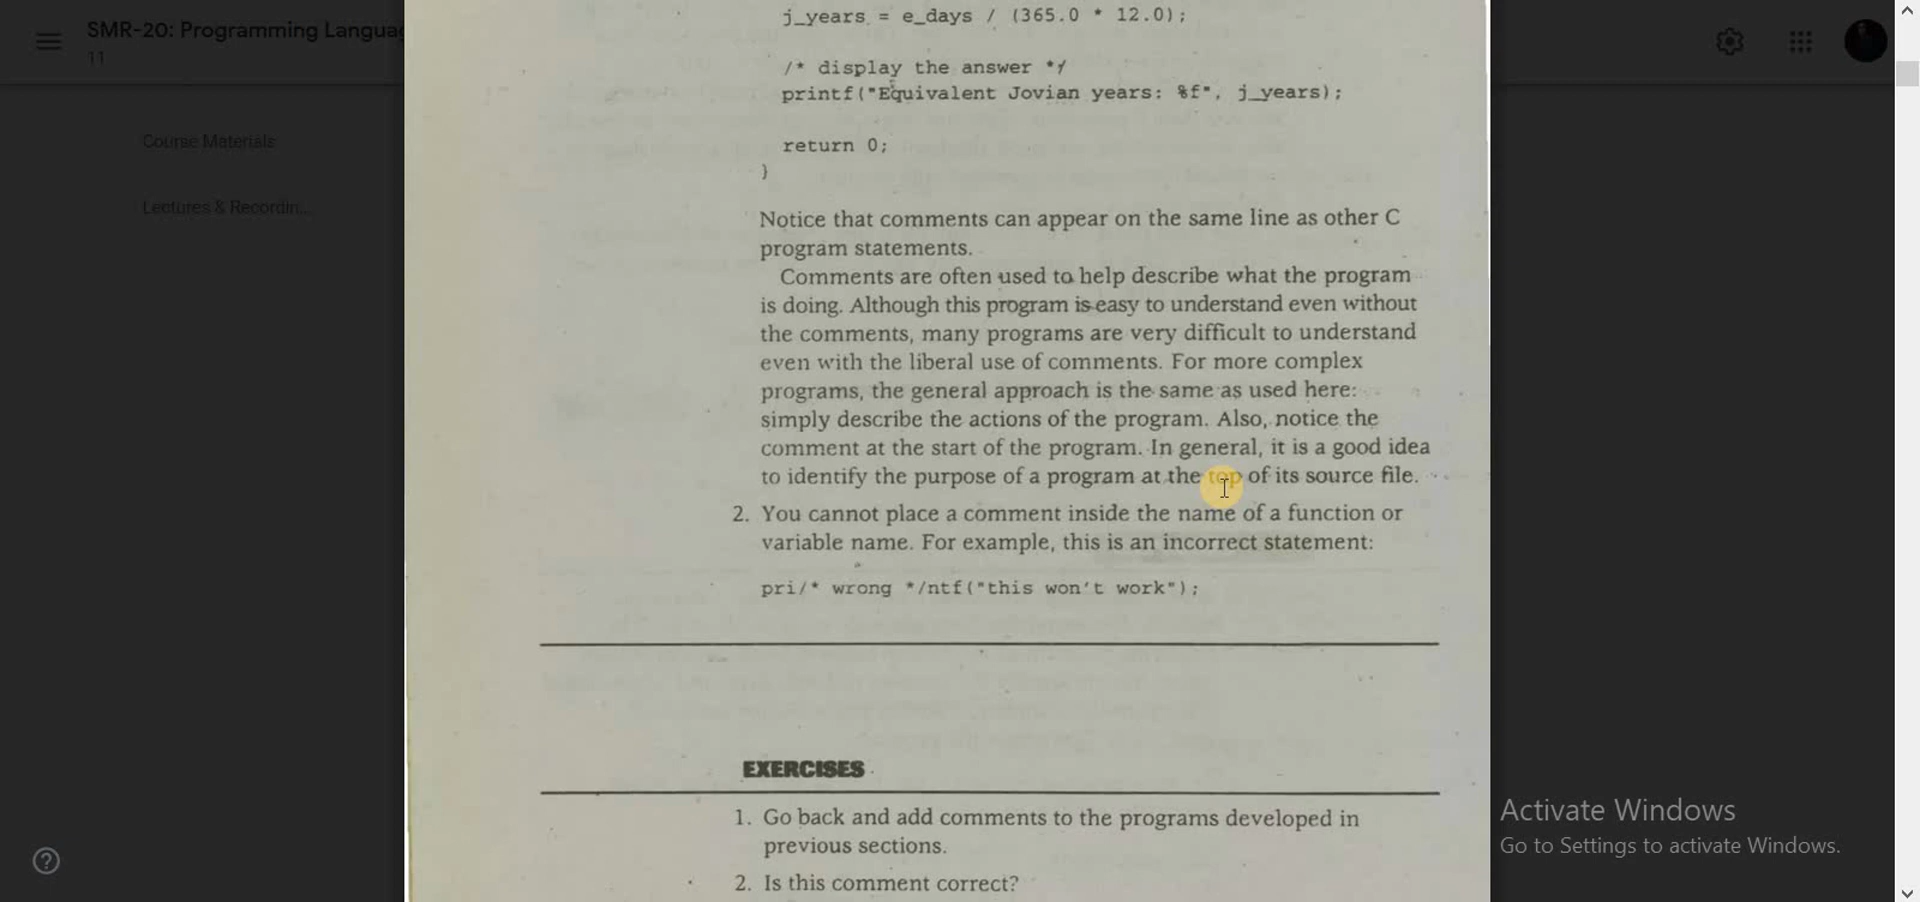 SMR-20: Programming Langua
11
Course Materials
Lectures & Recordin...
j_years = e_days / (365.0 * 12.0);
/* display the answer */
printf("Equivalent Jovian years: %f", j_years);
return 0;
}
Notice that comments can appear on the same line as other C
program statements.
Comments are often used to help describe what the program
is doing. Although this program is easy to understand even without
the comments, many programs are very difficult to understand
even with the liberal use of comments. For more complex
programs, the general approach is the same as used here:
simply describe the actions of the program. Also, notice the
comment at the start of the program. In general, it is a good idea
to identify the purpose of a program at the top of its source file.
2. You cannot place a comment inside the name of a function or
variable name. For example, this is an incorrect statement:
pri/* wrong */ntf("this won't work");
EXERCISES
1. Go back and add comments to the programs developed in
previous sections.
2. Is this comment correct?
Activate Windows
Go to Settings to activate Windows.